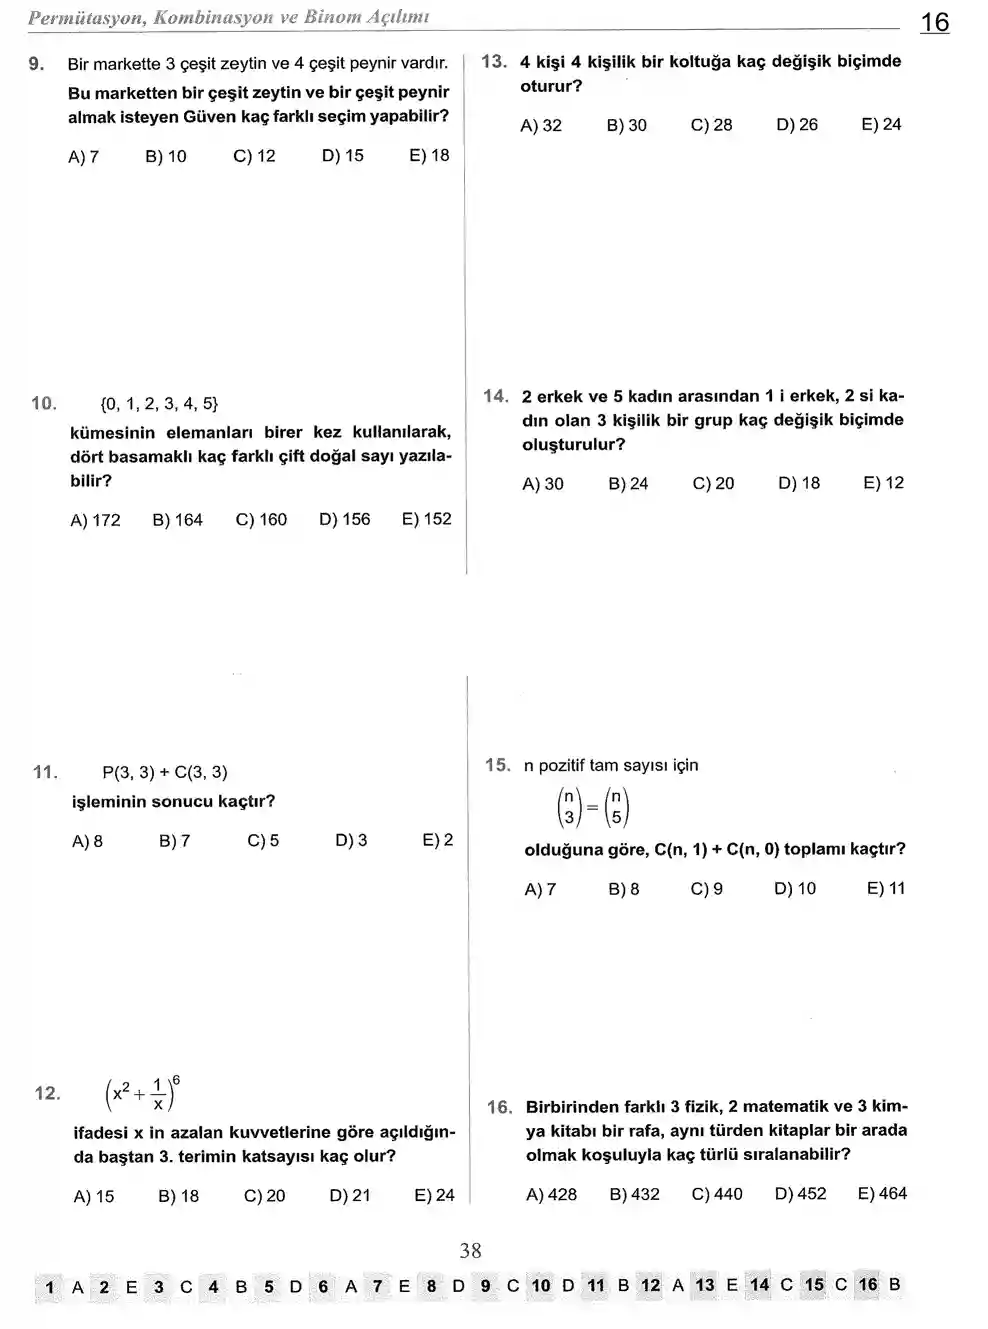 Permütasyon, Kombinasyon ve Binom Açılımı
16
9. Bir markette 3 çeşit zeytin ve 4 çeşit peynir vardır.
Bu marketten bir çeşit zeytin ve bir çeşit peynir
almak isteyen Güven kaç farklı seçim yapabilir?
A) 7 B) 10 C) 12 D) 15 E) 18
10. {0, 1, 2, 3, 4, 5}
kümesinin elemanları birer kez kullanılarak,
dört basamaklı kaç farklı çift doğal sayı yazıla-
bilir?
A) 172 B) 164 C) 160 D) 156 E) 152
11. P(3, 3) + C(3, 3)
işleminin sonucu kaçtır?
A) 8 B) 7 C) 5 D) 3 E) 2
12. (x² + 1/x)⁶
ifadesi x in azalan kuvvetlerine göre açıldığın-
da baştan 3. terimin katsayısı kaç olur?
A) 15 B) 18 C) 20 D) 21 E) 24
13. 4 kişi 4 kişilik bir koltuğa kaç değişik biçimde
oturur?
A) 32 B) 30 C) 28 D) 26 E) 24
14. 2 erkek ve 5 kadın arasından 1 i erkek, 2 si ka-
dın olan 3 kişilik bir grup kaç değişik biçimde
oluşturulur?
A) 30 B) 24 C) 20 D) 18 E) 12
15. n pozitif tam sayısı için
(n 3) = (n 5)
olduğuna göre, C(n, 1) + C(n, 0) toplamı kaçtır?
A) 7 B) 8 C) 9 D) 10 E) 11
16. Birbirinden farklı 3 fizik, 2 matematik ve 3 kim-
ya kitabı bir rafa, aynı türden kitaplar bir arada
olmak koşuluyla kaç türlü sıralanabilir?
A) 428 B) 432 C) 440 D) 452 E) 464
38
1 A 2 E 3 C 4 B 5 D 6 A 7 E 8 D 9 C 10 D 11 B 12 A 13 E 14 C 15 C 16 B